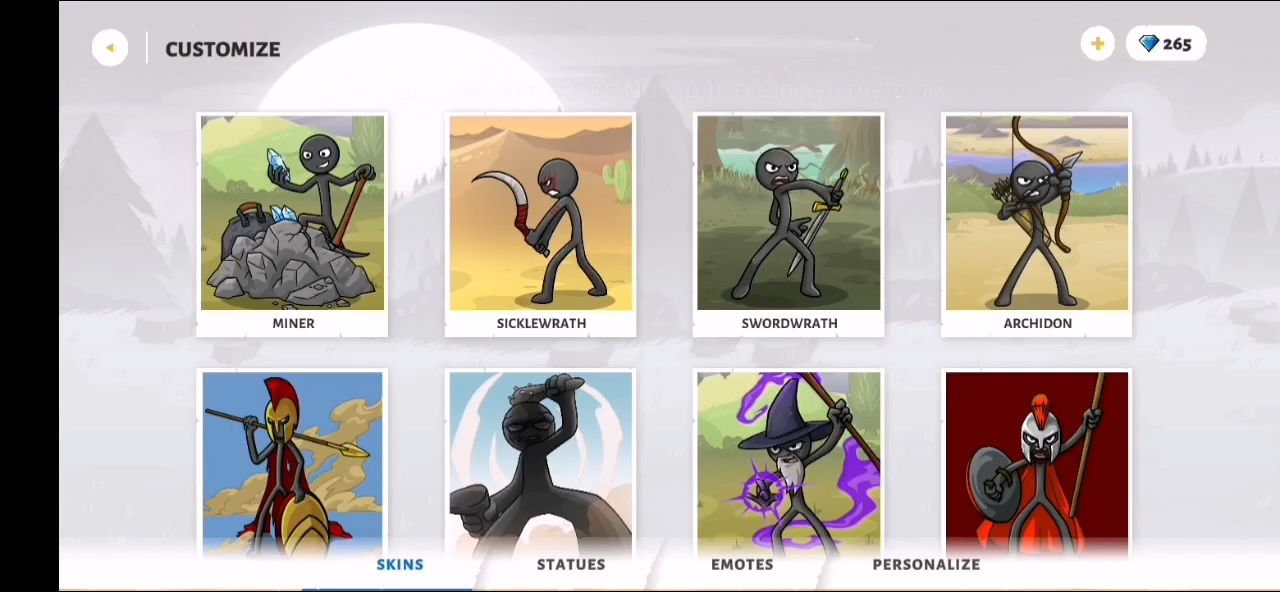 CUSTOMIZE
265
MINER
SICKLEWRATH
SWORDWRATH
ARCHIDON
SKINS
STATUES
EMOTES
PERSONALIZE